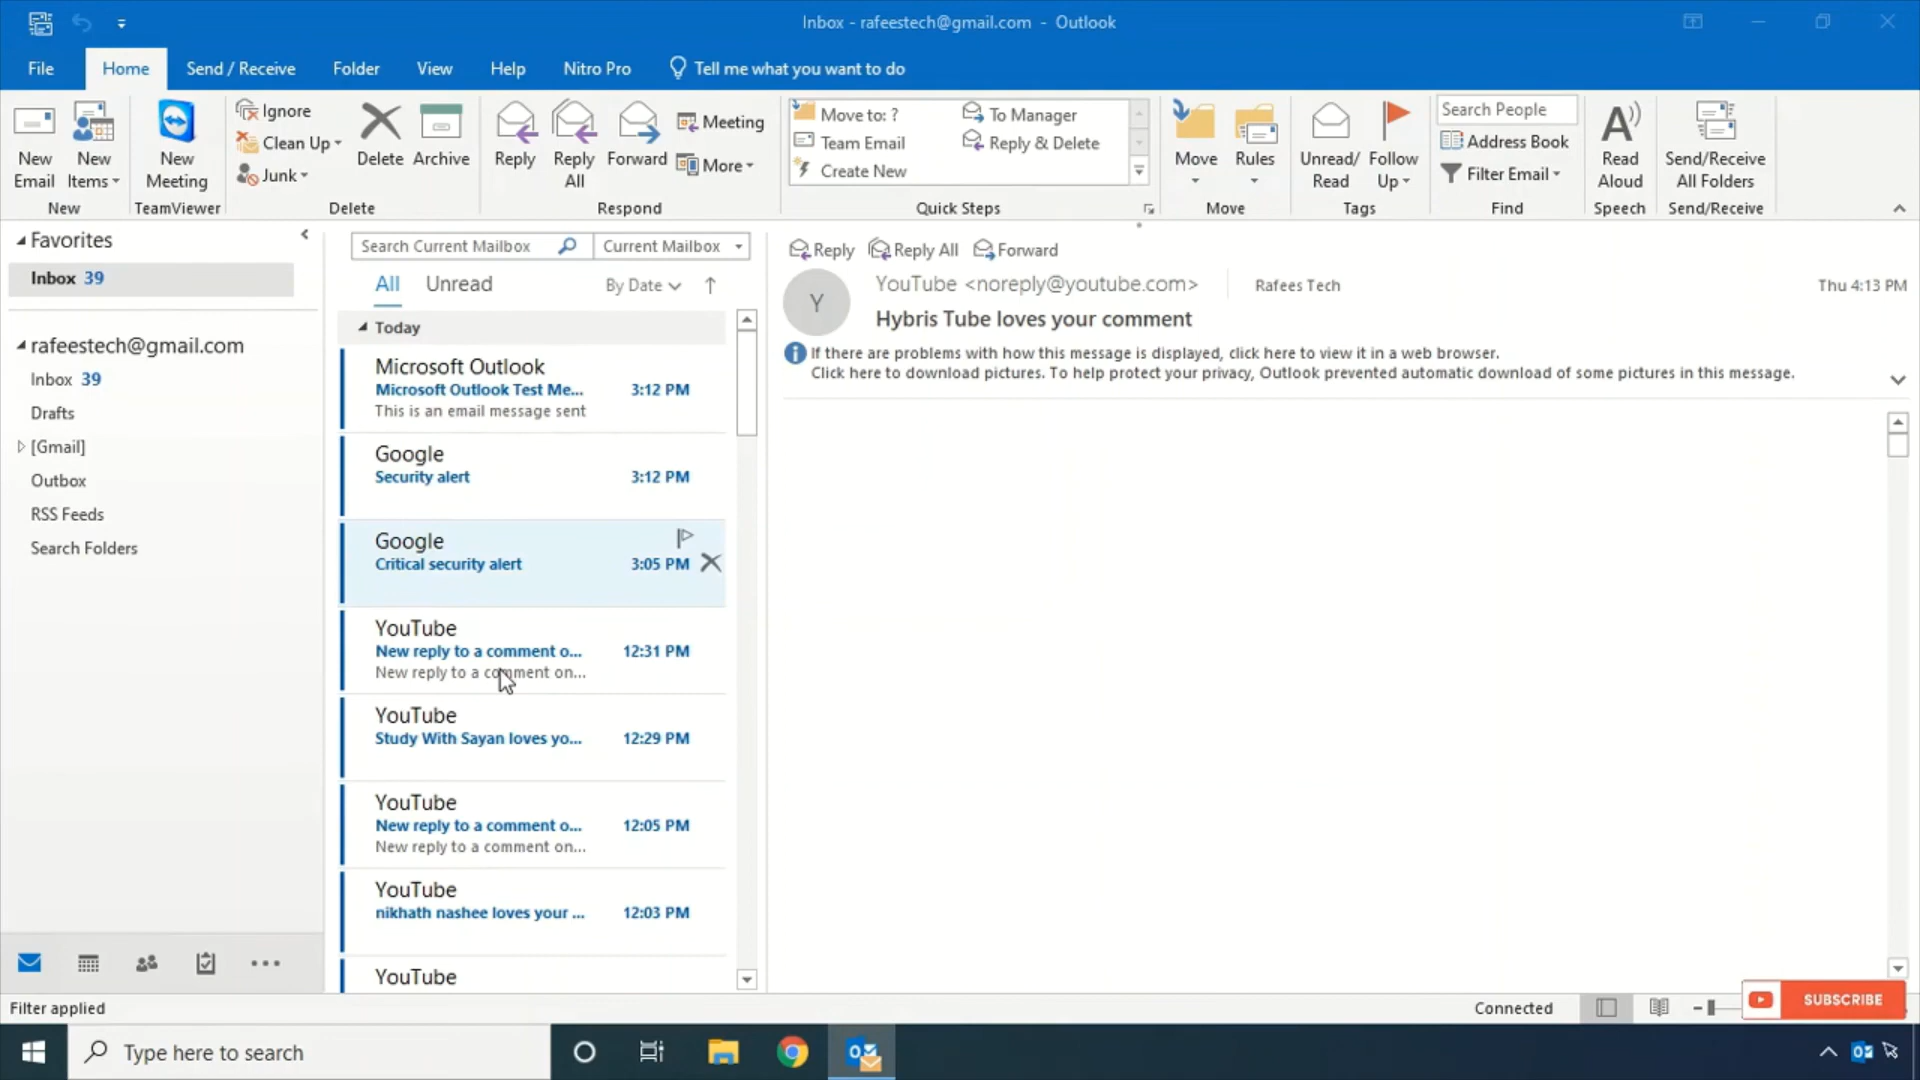 Inbox - rafeestech@gmail.com - Outlook
File Home Send / Receive Folder View Help Nitro Pro Tell me what you want to do
New Email
New Items
New
New Meeting
TeamViewer
Ignore
Clean Up
Junk
Delete
Archive
Delete
Reply
Reply All
Forward
Meeting
More
Respond
Move to: ?
Team Email
Create New
To Manager
Reply & Delete
Quick Steps
Move
Rules
Move
Unread/ Read
Follow Up
Tags
Search People
Address Book
Filter Email
Find
Read Aloud
Speech
Send/Receive All Folders
Send/Receive
Favorites
Inbox 39
rafeestech@gmail.com
Inbox 39
Drafts
[Gmail]
Outbox
RSS Feeds
Search Folders
Search Current Mailbox Current Mailbox
All Unread By Date
Today
Microsoft Outlook
Microsoft Outlook Test Me... 3:12 PM
This is an email message sent
Google
Security alert 3:12 PM
Google
Critical security alert 3:05 PM
YouTube
New reply to a comment o... 12:31 PM
New reply to a comment on...
YouTube
Study With Sayan loves yo... 12:29 PM
YouTube
New reply to a comment o... 12:05 PM
New reply to a comment on...
YouTube
nikhath nashee loves your ... 12:03 PM
YouTube
Reply Reply All Forward
Y
YouTube <noreply@youtube.com> Rafees Tech Thu 4:13 PM
Hybris Tube loves your comment
If there are problems with how this message is displayed, click here to view it in a web browser.
Click here to download pictures. To help protect your privacy, Outlook prevented automatic download of some pictures in this message.
Filter applied
Connected
SUBSCRIBE
Type here to search